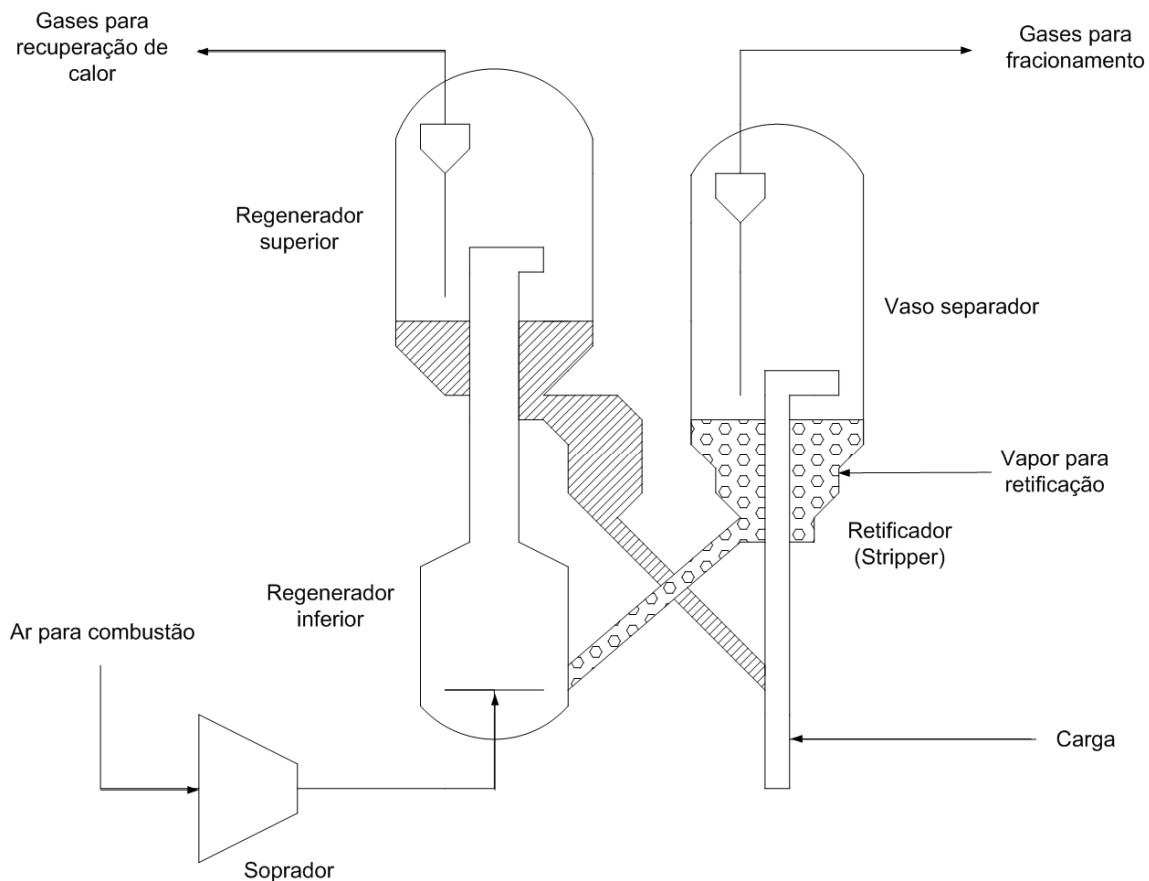 Gases para
recuperação de
calor
Gases para
fracionamento
Regenerador
superior
Vaso separador
Vapor para
retificação
Retificador
(Stripper)
Regenerador
inferior
Ar para combustão
Carga
Soprador